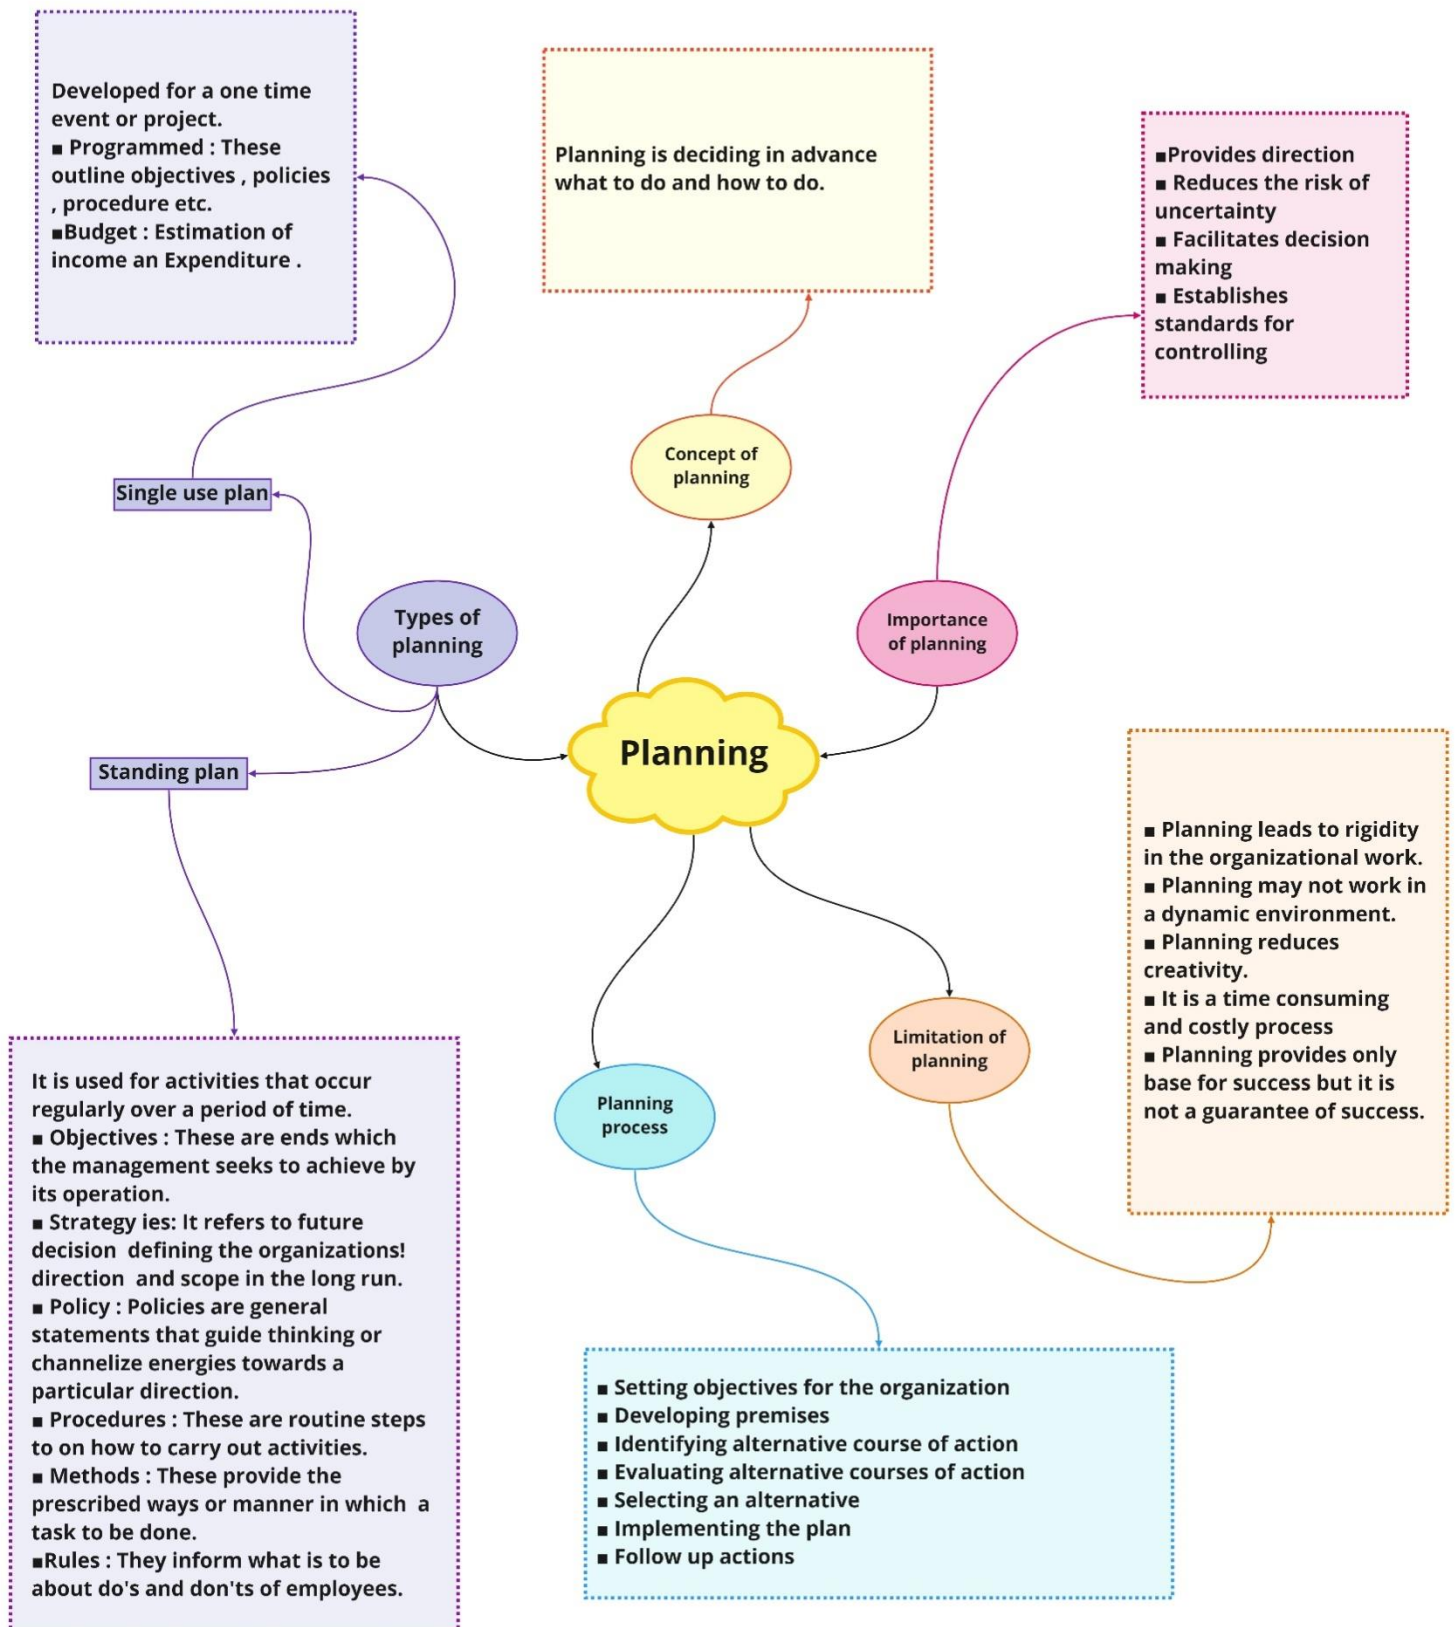 Developed for a one time
event or project.
■ Programmed : These
outline objectives , policies
, procedure etc.
■Budget : Estimation of
income an Expenditure .
Planning is deciding in advance
what to do and how to do.
■Provides direction
■ Reduces the risk of
uncertainty
■ Facilitates decision
making
■ Establishes
standards for
controlling
Concept of
planning
Single use plan
Types of
planning
Importance
of planning
Planning
Standing plan
■ Planning leads to rigidity
in the organizational work.
■ Planning may not work in
a dynamic environment.
■ Planning reduces
creativity.
■ It is a time consuming
and costly process
■ Planning provides only
base for success but it is
not a guarantee of success.
Limitation of
planning
Planning
process
It is used for activities that occur
regularly over a period of time.
■ Objectives : These are ends which
the management seeks to achieve by
its operation.
■ Strategy ies: It refers to future
decision  defining the organizations!
direction  and scope in the long run.
■ Policy : Policies are general
statements that guide thinking or
channelize energies towards a
particular direction.
■ Procedures : These are routine steps
to on how to carry out activities.
■ Methods : These provide the
prescribed ways or manner in which  a
task to be done.
■Rules : They inform what is to be
about do's and don'ts of employees.
■ Setting objectives for the organization
■ Developing premises
■ Identifying alternative course of action
■ Evaluating alternative courses of action
■ Selecting an alternative
■ Implementing the plan
■ Follow up actions